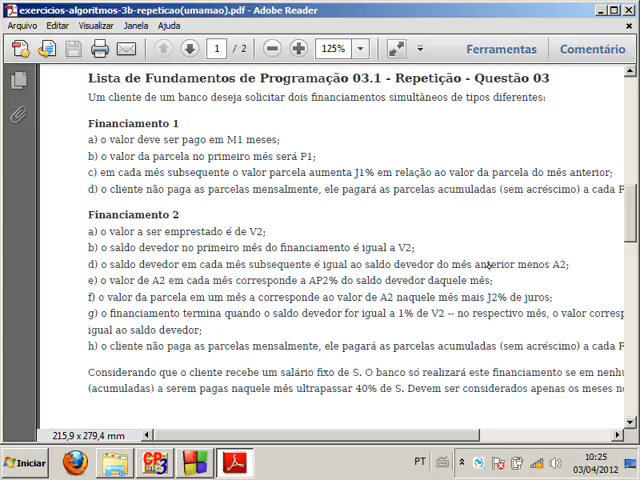 exercicios-algoritmos-3b-repeticao(umamao).pdf - Adobe Reader
Arquivo Editar Visualizar Janela Ajuda
1 / 2 125% Ferramentas Comentário
Lista de Fundamentos de Programação 03.1 - Repetição - Questão 03
Um cliente de um banco deseja solicitar dois financiamentos simultâneos de tipos diferentes:
Financiamento 1
a) o valor deve ser pago em M1 meses;
b) o valor da parcela no primeiro mês será P1;
c) em cada mês subsequente o valor parcela aumenta J1% em relação ao valor da parcela do mês anterior;
d) o cliente não paga as parcelas mensalmente, ele pagará as parcelas acumuladas (sem acréscimo) a cada F
Financiamento 2
a) o valor a ser emprestado é de V2;
b) o saldo devedor no primeiro mês do financiamento é igual a V2;
d) o saldo devedor em cada mês subsequente é igual ao saldo devedor do mês anterior menos A2;
e) o valor de A2 em cada mês corresponde a AP2% do saldo devedor daquele mês;
f) o valor da parcela em um mês a corresponde ao valor de A2 naquele mês mais J2% de juros;
g) o financiamento termina quando o saldo devedor for igual a 1% de V2 -- no respectivo mês, o valor corresp
igual ao saldo devedor;
h) o cliente não paga as parcelas mensalmente, ele pagará as parcelas acumuladas (sem acréscimo) a cada F
Considerando que o cliente recebe um salário fixo de S. O banco só realizará este financiamento se em nenhu
(acumuladas) a serem pagas naquele mês ultrapassar 40% de S. Devem ser considerados apenas os meses no
215,9 x 279,4 mm
Iniciar PT 10:25
03/04/2012